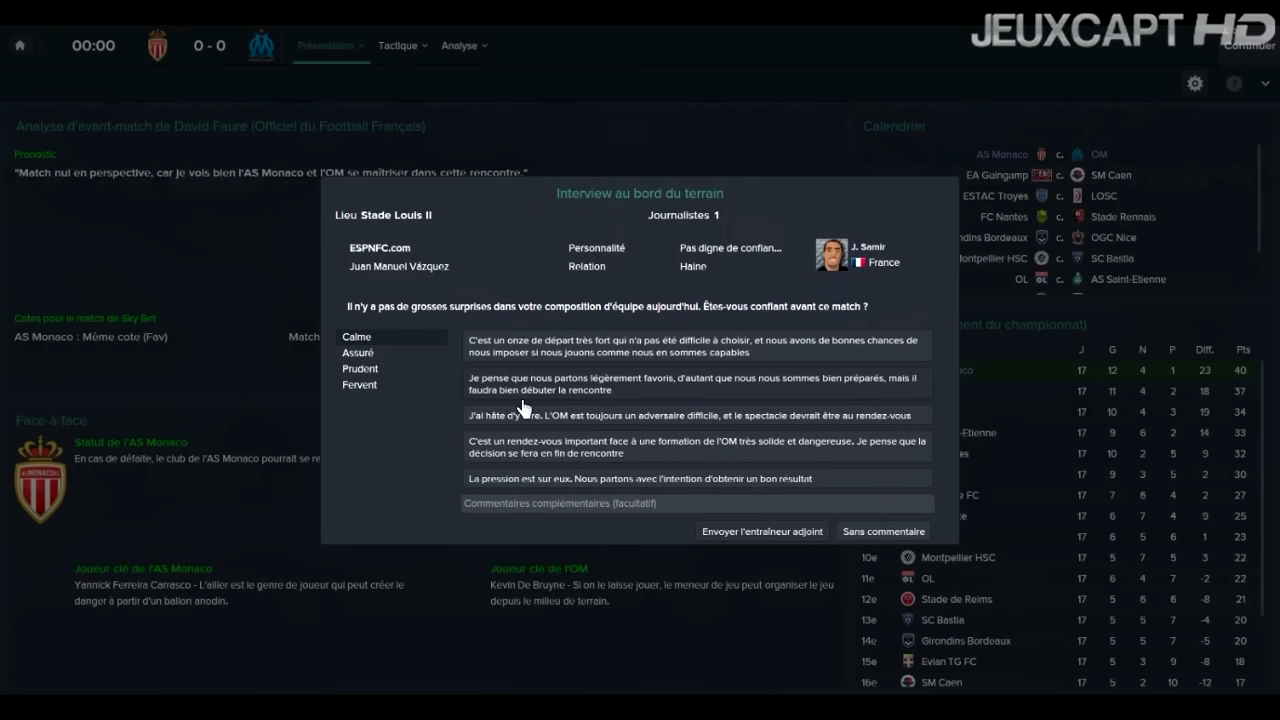 JEUXCAPT HD
00:00
0 - 0
Présentation
Tactique
Analyse
Continuer
Analyse d'avant-match de David Faure (Officiel du Football Français)
Pronostic
"Match nul en perspective, car je vois bien l'AS Monaco et l'OM se maîtriser dans cette rencontre."
Cotes pour le match de Sky Bet
AS Monaco : Même cote (Fav)
Match
Face-à-face
Statut de l'AS Monaco
En cas de défaite, le club de l'AS Monaco pourrait se
Joueur clé de l'AS Monaco
Yannick Ferreira Carrasco - L'ailier est le genre de joueur qui peut créer le
danger à partir d'un ballon anodin.
Joueur clé de l'OM
Kevin De Bruyne - Si on le laisse jouer, le meneur de jeu peut organiser le jeu
depuis le milieu de terrain.
Interview au bord du terrain
Lieu Stade Louis II
Journalistes 1
ESPNFC.com
Juan Manuel Vázquez
Personnalité
Relation
Pas digne de confian...
Haine
J. Samir
France
Il n'y a pas de grosses surprises dans votre composition d'équipe aujourd'hui. Êtes-vous confiant avant ce match ?
Calme
Assuré
Prudent
Fervent
C'est un onze de départ très fort qui n'a pas été difficile à choisir, et nous avons de bonnes chances de
nous imposer si nous jouons comme nous en sommes capables
Je pense que nous partons légèrement favoris, d'autant que nous nous sommes bien préparés, mais il
faudra bien débuter la rencontre
J'ai hâte d'y re. L'OM est toujours un adversaire difficile, et le spectacle devrait être au rendez-vous
C'est un rendez-vous important face à une formation de l'OM très solide et dangereuse. Je pense que la
décision se fera en fin de rencontre
La pression est sur eux. Nous partons avec l'intention d'obtenir un bon résultat
Commentaires complémentaires (facultatif)
Envoyer l'entraîneur adjoint
Sans commentaire
Calendrier
AS Monaco c. OM
EA Guingamp c. SM Caen
ESTAC Troyes c. LOSC
FC Nantes c. Stade Rennais
ndins Bordeaux c. OGC Nice
ontpellier HSC c. SC Bastia
OL c. AS Saint-Etienne
ment du championnat)
J G N P Diff. Pts
aco 17 12 4 1 23 40
17 11 4 2 18 37
17 10 4 3 19 34
-Etienne 17 9 6 2 14 33
es 17 10 2 5 9 32
17 9 3 5 2 30
e FC 17 7 6 4 2 27
ce 17 7 4 6 9 25
17 6 5 6 1 23
10e Montpellier HSC 17 7 5 5 3 22
11e OL 17 6 4 7 -2 22
12e Stade de Reims 17 5 6 6 -8 21
13e SC Bastia 17 5 5 7 -4 20
14e Girondins Bordeaux 17 5 5 7 -5 20
15e Evian TG FC 17 5 3 9 -8 18
16e SM Caen 17 5 2 10 -12 17